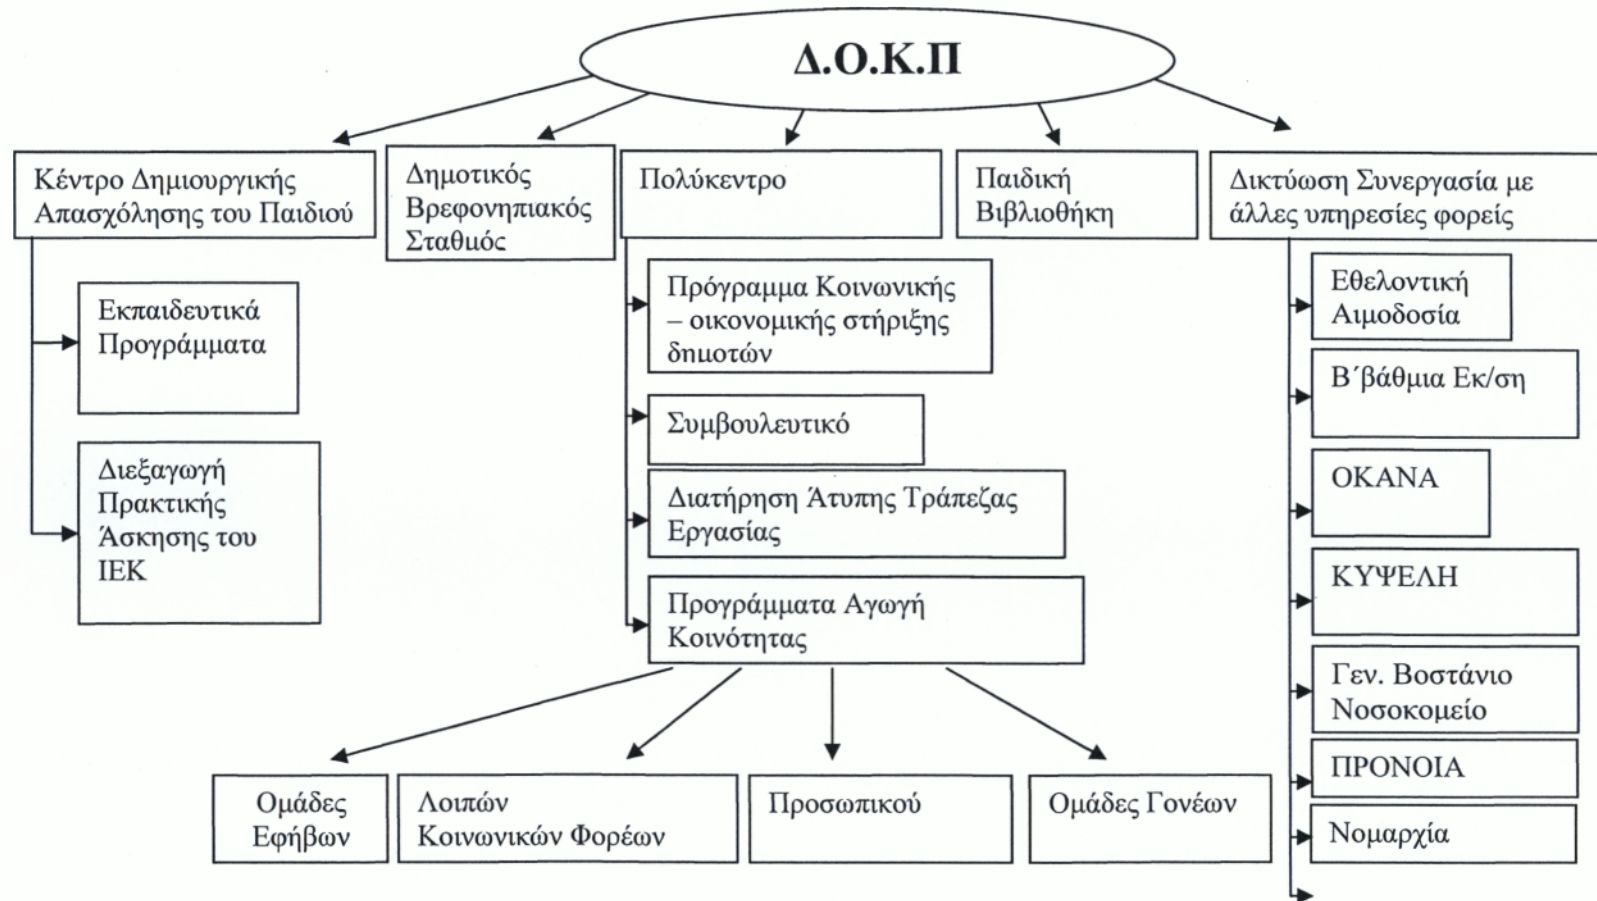 Δ.Ο.Κ.Π
Κέντρο Δημιουργικής
Απασχόλησης του Παιδιού
Δημοτικός
Βρεφονηπιακός
Σταθμός
Πολύκεντρο
Παιδική
Βιβλιοθήκη
Δικτύωση Συνεργασία με
άλλες υπηρεσίες φορείς
Εκπαιδευτικά
Προγράμματα
Διεξαγωγή
Πρακτικής
Άσκησης του
ΙΕΚ
Πρόγραμμα Κοινωνικής
– οικονομικής στήριξης
δημοτών
Συμβουλευτικό
Διατήρηση Άτυπης Τράπεζας
Εργασίας
Προγράμματα Αγωγή
Κοινότητας
Ομάδες
Εφήβων
Λοιπών
Κοινωνικών Φορέων
Προσωπικού
Ομάδες Γονέων
Εθελοντική
Αιμοδοσία
Β΄βάθμια Εκ/ση
ΟΚΑΝΑ
ΚΥΨΕΛΗ
Γεν. Βοστάνιο
Νοσοκομείο
ΠΡΟΝΟΙΑ
Νομαρχία